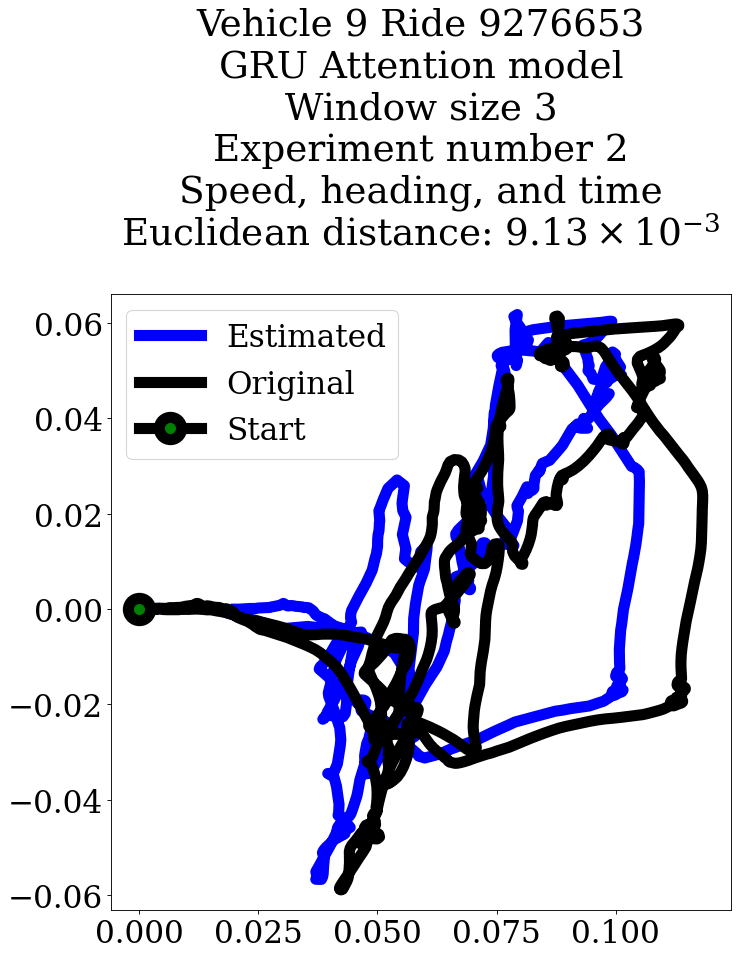 Vehicle 9 Ride 9276653
GRU Attention model
Window size 3
Experiment number 2
Speed, heading, and time
Euclidean distance: 9.13 × 10⁻³
0.06
0.04
0.02
0.00
−0.02
−0.04
−0.06
Estimated
Original
Start
0.000 0.025 0.050 0.075 0.100